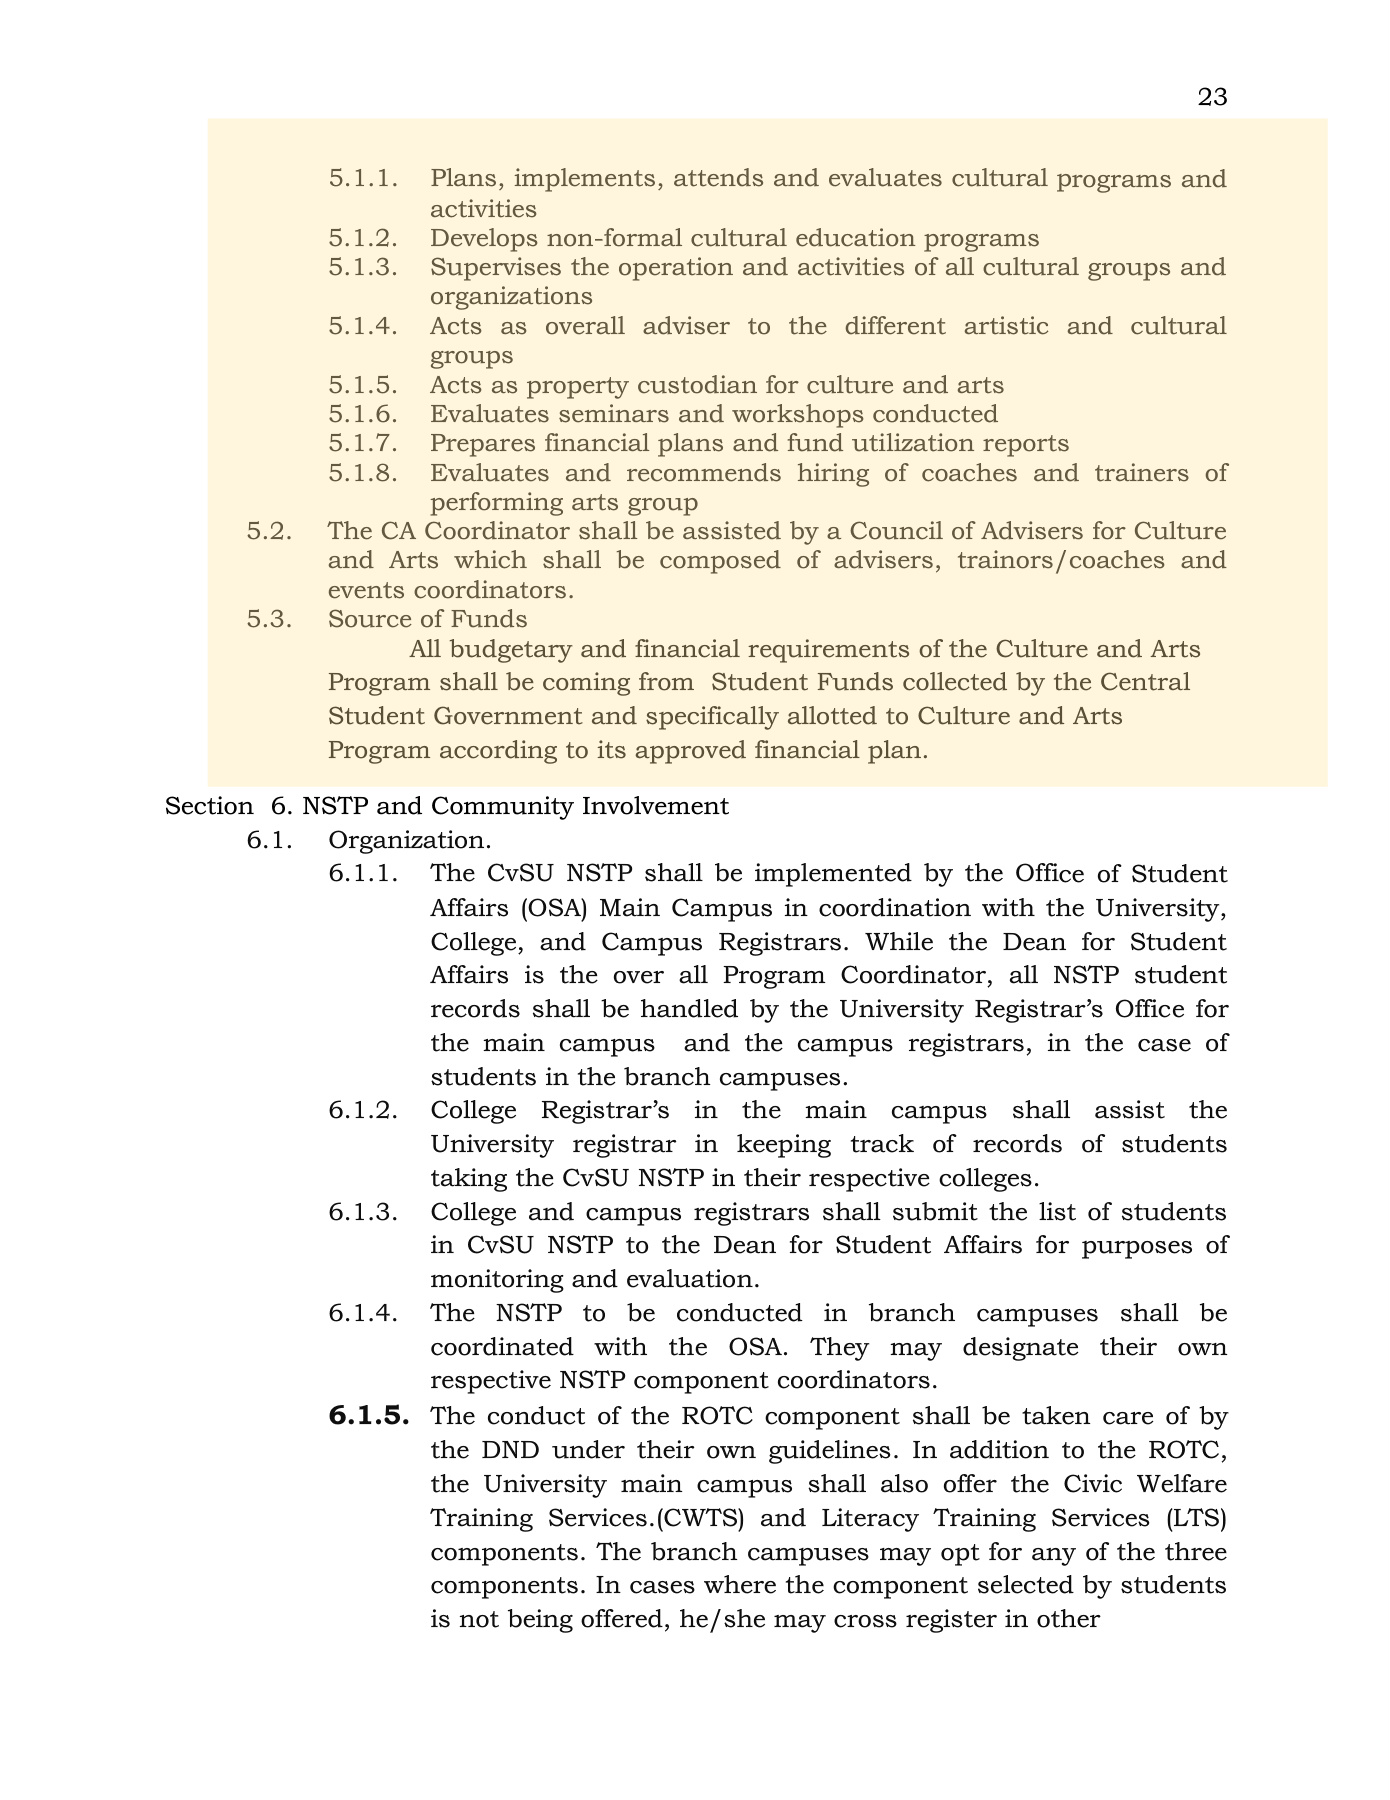 23
5.1.1. Plans, implements, attends and evaluates cultural programs and
activities
5.1.2. Develops non-formal cultural education programs
5.1.3. Supervises the operation and activities of all cultural groups and
organizations
5.1.4. Acts as overall adviser to the different artistic and cultural
groups
5.1.5. Acts as property custodian for culture and arts
5.1.6. Evaluates seminars and workshops conducted
5.1.7. Prepares financial plans and fund utilization reports
5.1.8. Evaluates and recommends hiring of coaches and trainers of
performing arts group
5.2. The CA Coordinator shall be assisted by a Council of Advisers for Culture
and Arts which shall be composed of advisers, trainors/coaches and
events coordinators.
5.3. Source of Funds
All budgetary and financial requirements of the Culture and Arts
Program shall be coming from Student Funds collected by the Central
Student Government and specifically allotted to Culture and Arts
Program according to its approved financial plan.
Section 6. NSTP and Community Involvement
6.1. Organization.
6.1.1. The CvSU NSTP shall be implemented by the Office of Student
Affairs (OSA) Main Campus in coordination with the University,
College, and Campus Registrars. While the Dean for Student
Affairs is the over all Program Coordinator, all NSTP student
records shall be handled by the University Registrar’s Office for
the main campus and the campus registrars, in the case of
students in the branch campuses.
6.1.2. College Registrar’s in the main campus shall assist the
University registrar in keeping track of records of students
taking the CvSU NSTP in their respective colleges.
6.1.3. College and campus registrars shall submit the list of students
in CvSU NSTP to the Dean for Student Affairs for purposes of
monitoring and evaluation.
6.1.4. The NSTP to be conducted in branch campuses shall be
coordinated with the OSA. They may designate their own
respective NSTP component coordinators.
6.1.5. The conduct of the ROTC component shall be taken care of by
the DND under their own guidelines. In addition to the ROTC,
the University main campus shall also offer the Civic Welfare
Training Services.(CWTS) and Literacy Training Services (LTS)
components. The branch campuses may opt for any of the three
components. In cases where the component selected by students
is not being offered, he/she may cross register in other